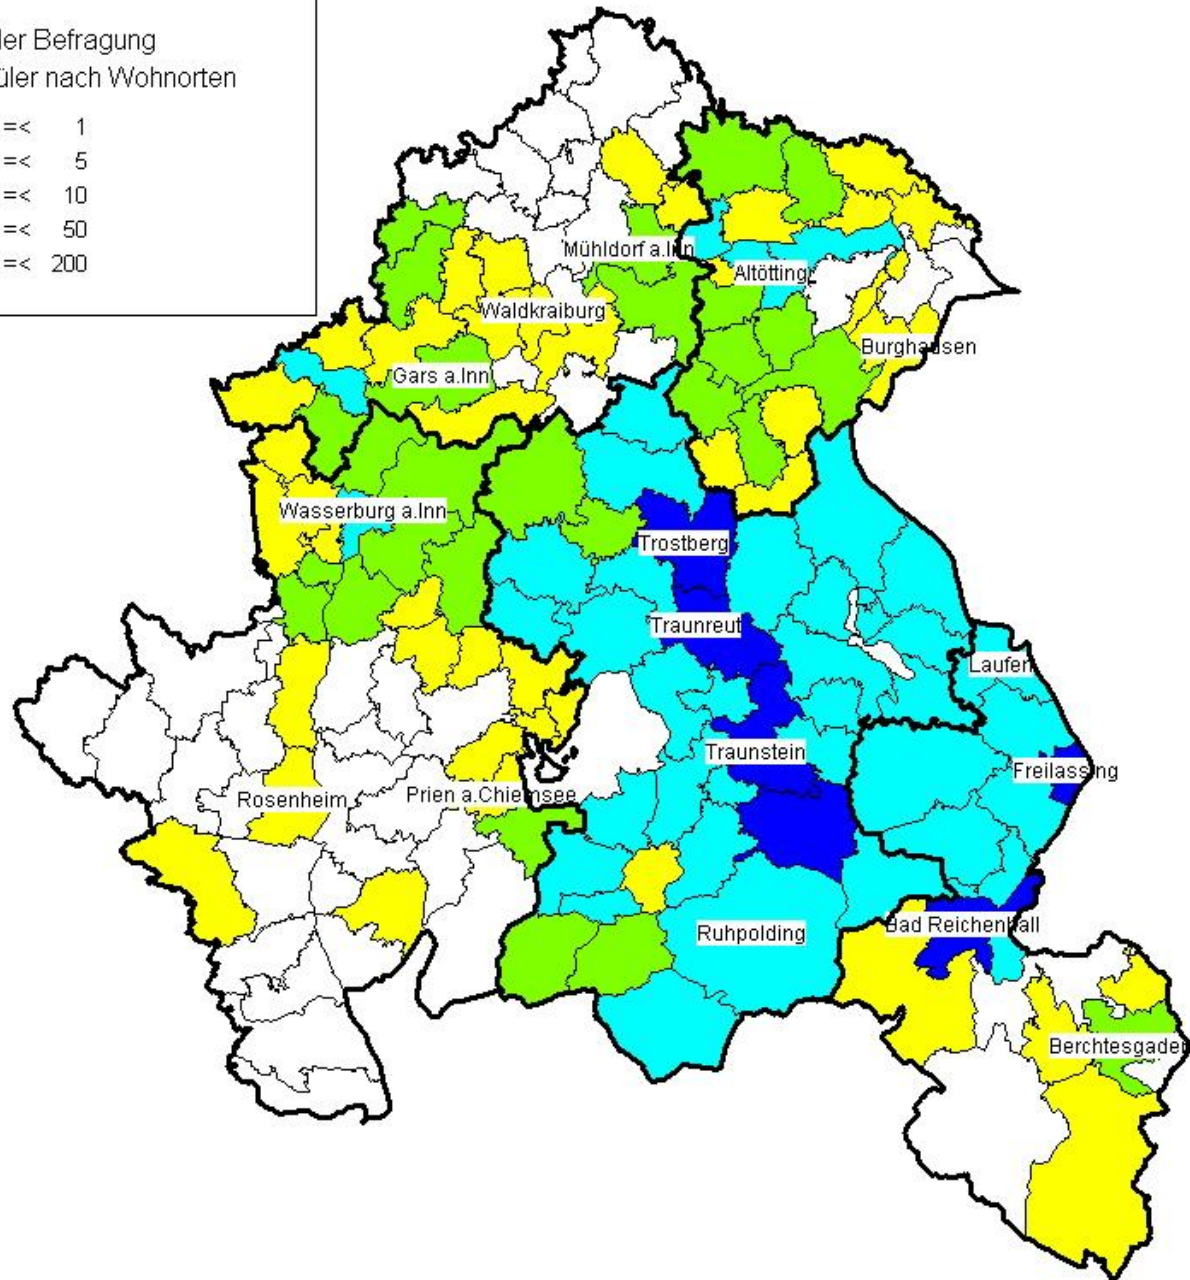 der Befragung
üler nach Wohnorten
=< 1
=< 5
=< 10
=< 50
=< 200
Mühldorf a.Inn
Altötting
Waldkraiburg
Burghausen
Gars a.Inn
Wasserburg a.Inn
Trostberg
Traunreut
Laufen
Traunstein
Freilassing
Rosenheim
Prien a.Chiemsee
Bad Reichenhall
Ruhpolding
Berchtesgaden